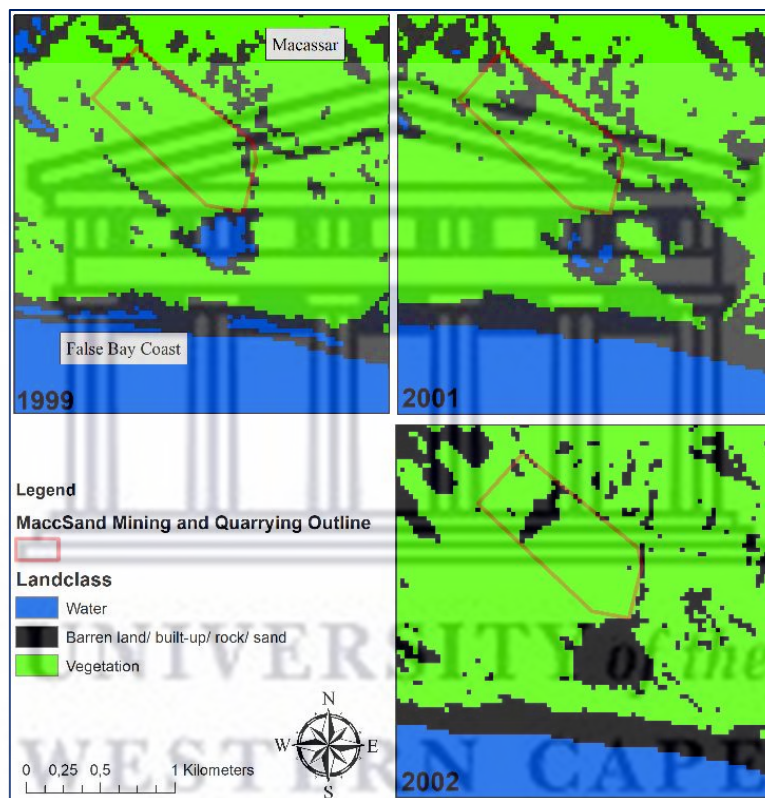 Macassar
False Bay Coast
1999
2001
Legend
MaccSand Mining and Quarrying Outline
Landclass
Water
Barren land/ built-up/ rock/ sand
Vegetation
N
W E
S
0 0,25 0,5 1 Kilometers
2002
UNIVERSITY of the
WESTERN CAPE